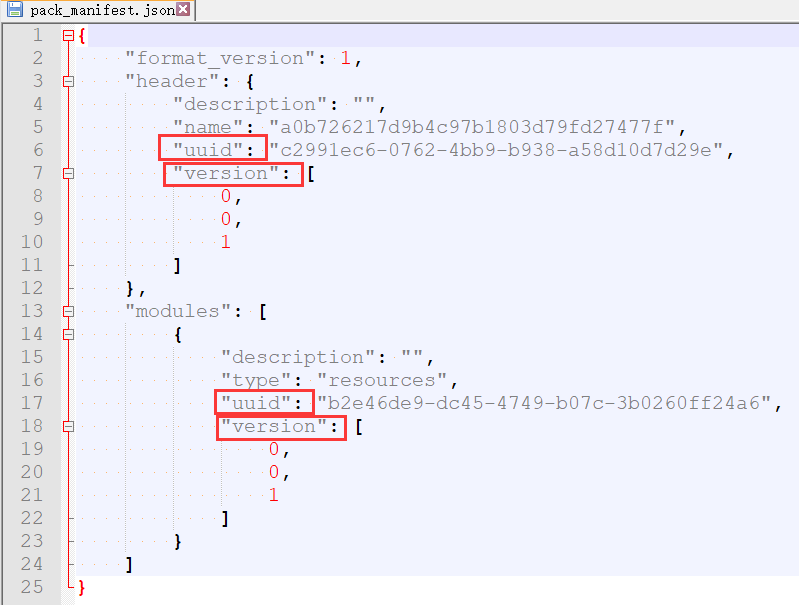 pack_manifest.json
1 {
2 "format_version": 1,
3 "header": {
4 "description": "",
5 "name": "a0b726217d9b4c97b1803d79fd27477f",
6 "uuid": "c2991ec6-0762-4bb9-b938-a58d10d7d29e",
7 "version": [
8 0,
9 0,
10 1
11 ]
12 },
13 "modules": [
14 {
15 "description": "",
16 "type": "resources",
17 "uuid": "b2e46de9-dc45-4749-b07c-3b0260ff24a6",
18 "version": [
19 0,
20 0,
21 1
22 ]
23 }
24 ]
25 }